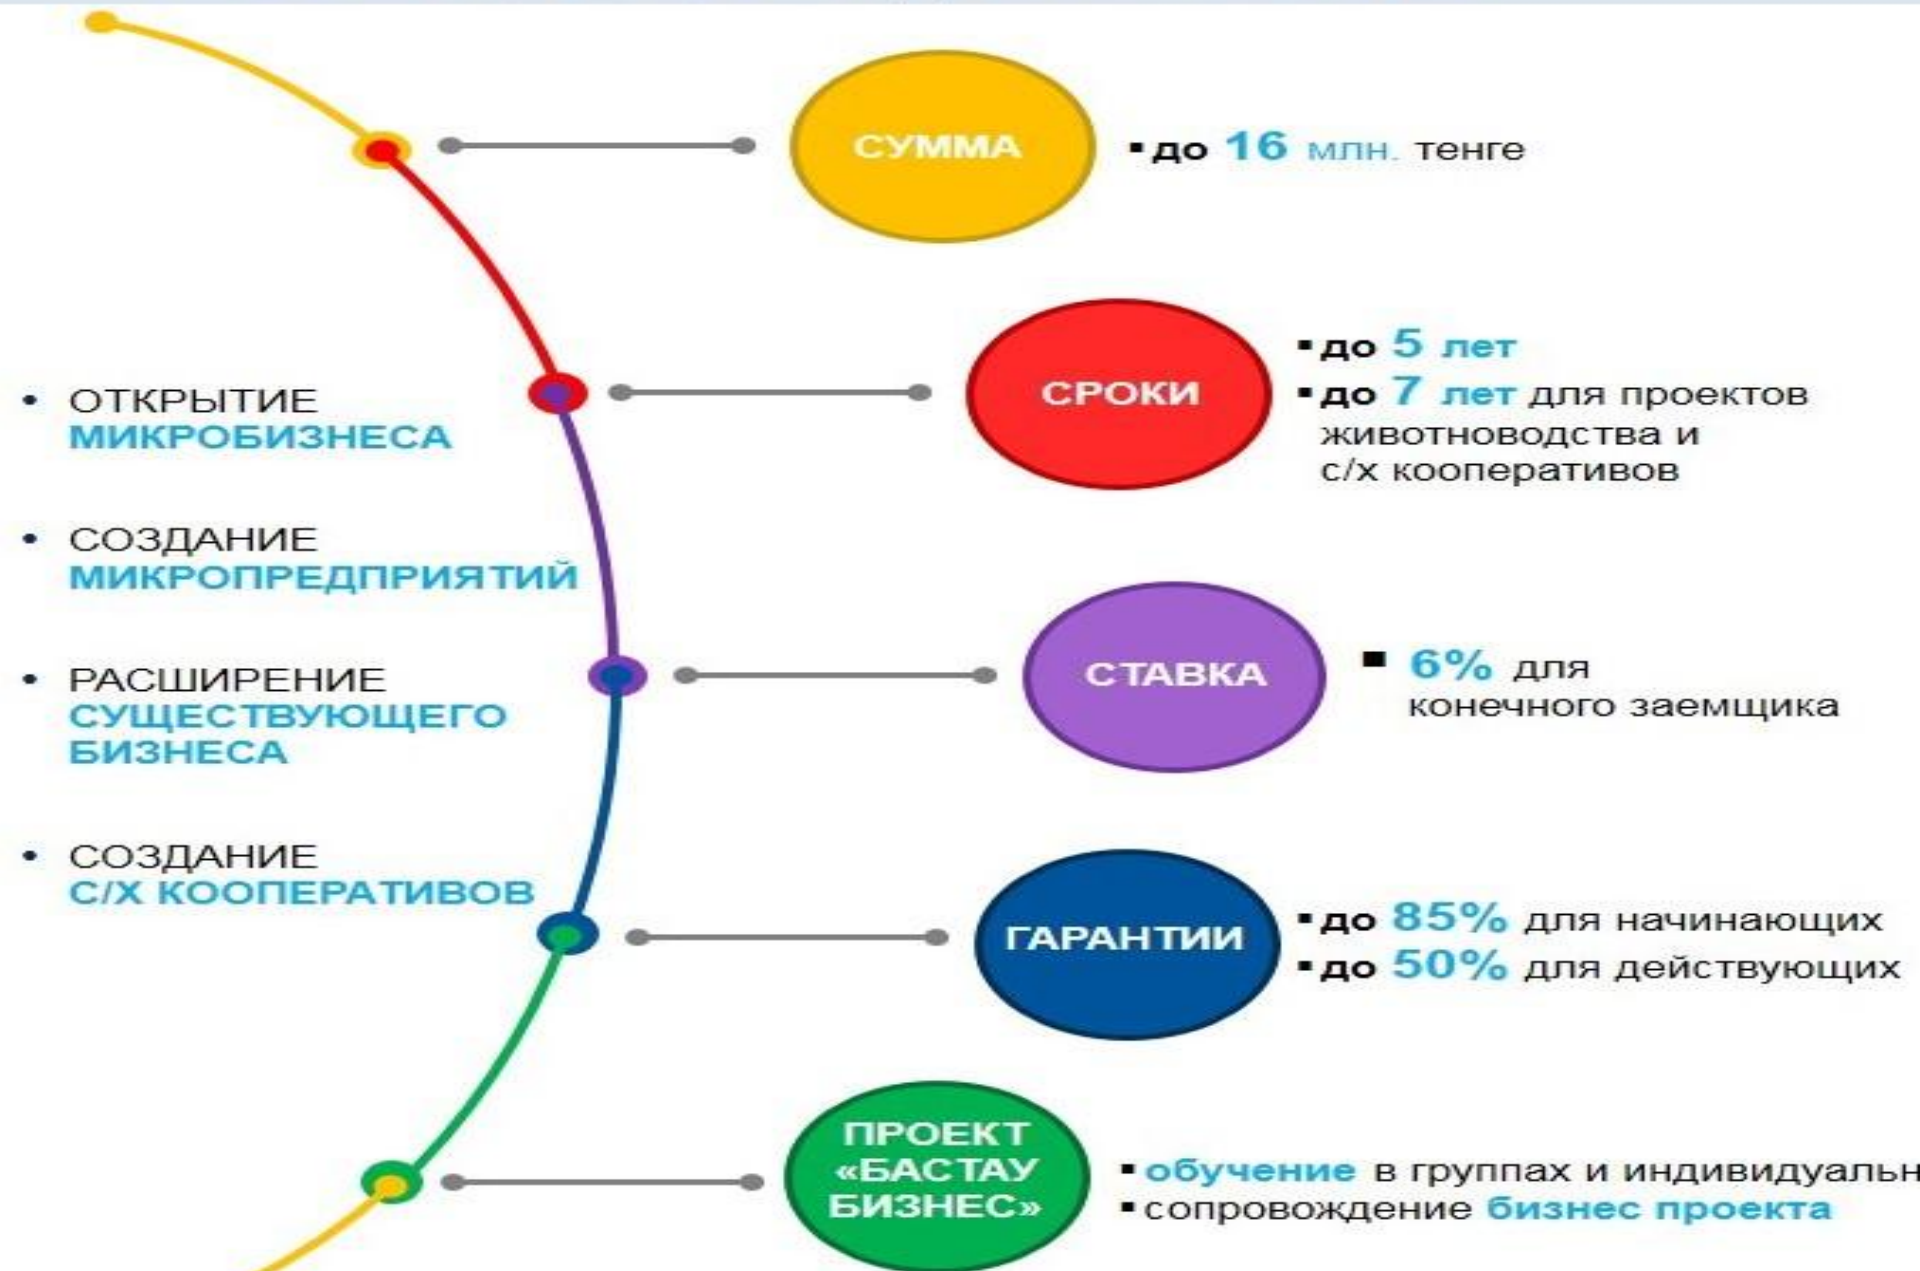 • ОТКРЫТИЕ
МИКРОБИЗНЕСА
• СОЗДАНИЕ
МИКРОПРЕДПРИЯТИЙ
• РАСШИРЕНИЕ
СУЩЕСТВУЮЩЕГО
БИЗНЕСА
• СОЗДАНИЕ
С/Х КООПЕРАТИВОВ
СУММА
▪ до 16 млн. тенге
СРОКИ
▪ до 5 лет
▪ до 7 лет для проектов
животноводства и
с/х кооперативов
СТАВКА
▪ 6% для
конечного заемщика
ГАРАНТИИ
▪ до 85% для начинающих
▪ до 50% для действующих
ПРОЕКТ
«БАСТАУ
БИЗНЕС»
▪ обучение в группах и индивидуальн
▪ сопровождение бизнес проекта